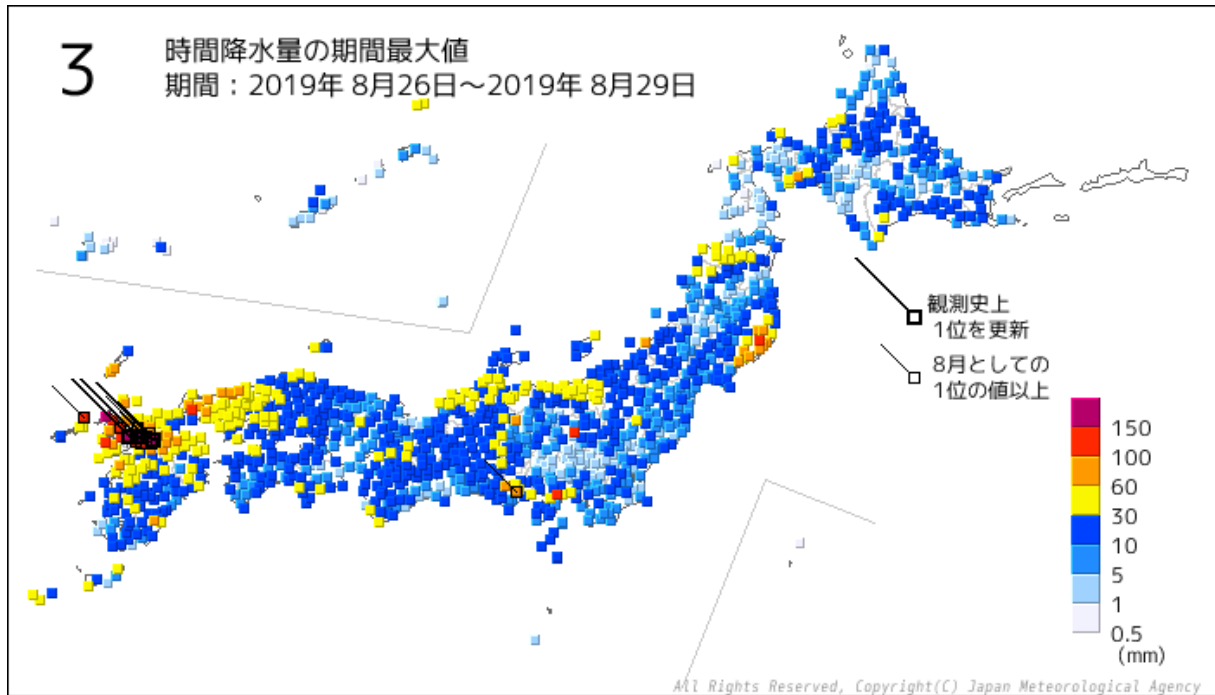 3
時間降水量の期間最大値
期間：2019年 8月26日～2019年 8月29日
観測史上
1位を更新
8月としての
1位の値以上
150
100
60
30
10
5
1
0.5
(mm)
All Rights Reserved, Copyright(C) Japan Meteorological Agency